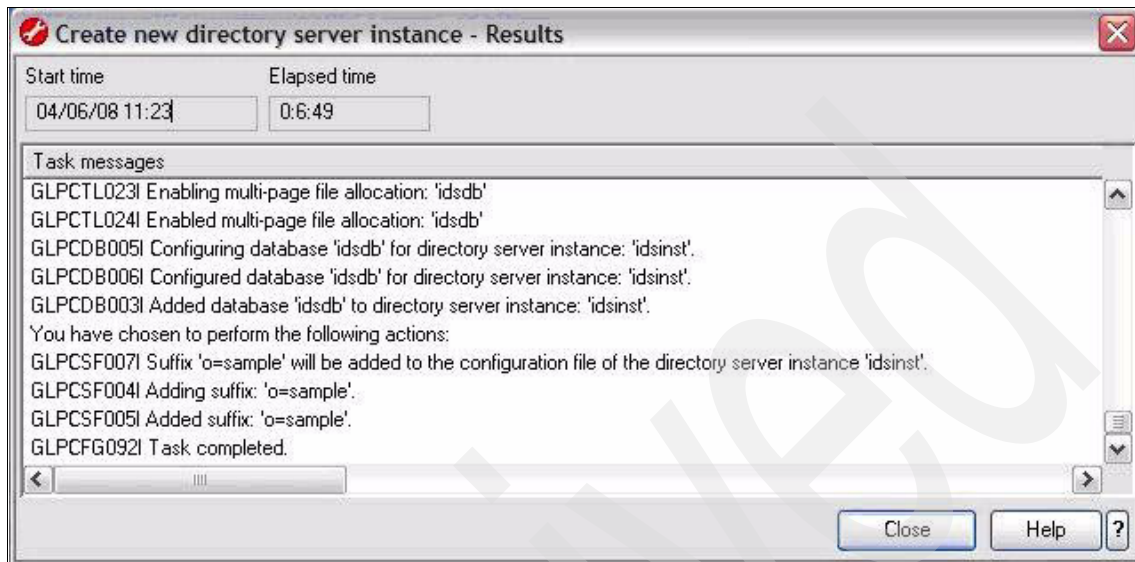 Create new directory server instance - Results
Start time Elapsed time
04/06/08 11:23 0:6:49
Task messages
GLPCTL023I Enabling multi-page file allocation: 'idsdb'
GLPCTL024I Enabled multi-page file allocation: 'idsdb'
GLPCDB005I Configuring database 'idsdb' for directory server instance: 'idsinst'.
GLPCDB006I Configured database 'idsdb' for directory server instance: 'idsinst'.
GLPCDB003I Added database 'idsdb' to directory server instance: 'idsinst'.
You have chosen to perform the following actions:
GLPCSF007I Suffix 'o=sample' will be added to the configuration file of the directory server instance 'idsinst'.
GLPCSF004I Adding suffix: 'o=sample'.
GLPCSF005I Added suffix: 'o=sample'.
GLPCFG092I Task completed.
Close Help ?
ived